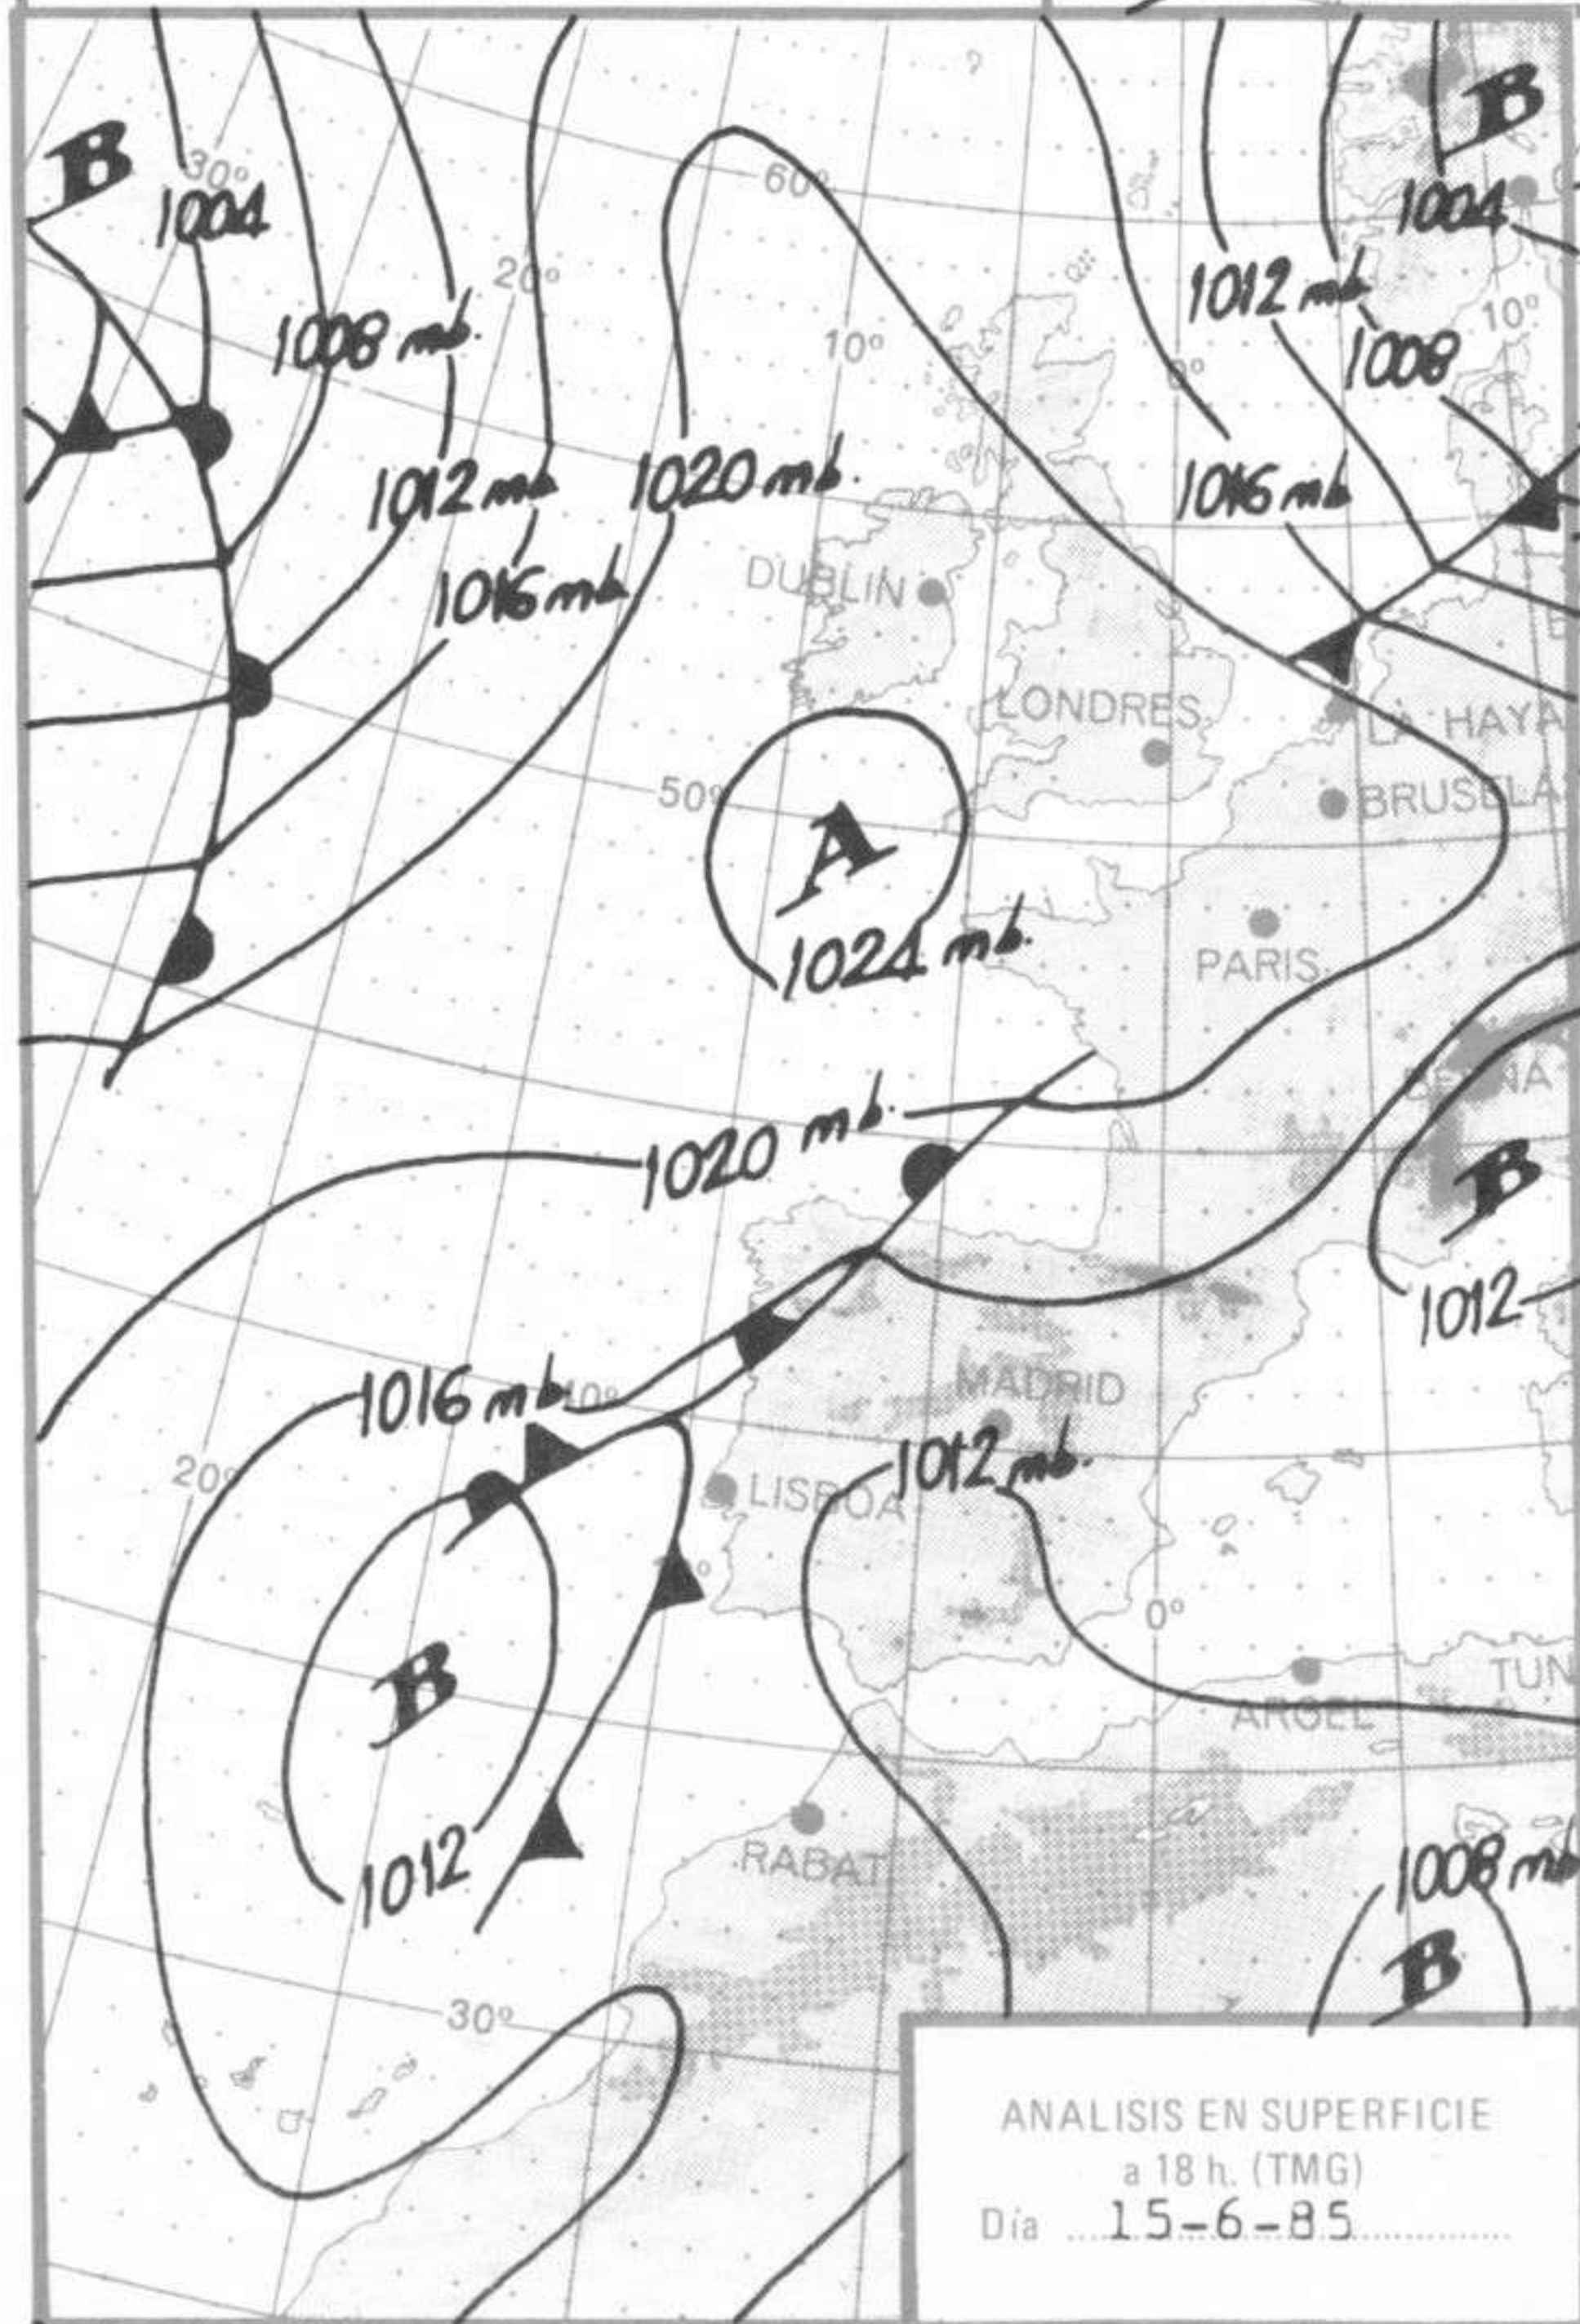 B
B
30°
60°
1004
1004
20°
1012 mb.
10°
1008 mb.
10°
0°
1008
1012 mb
1020 mb.
1016 mb
DUBLIN
1016 mb
LONDRES
LA HAYA
50°
BRUSELA
A
1024 mb.
PARIS
1020 mb.
B
1012
1016 mb
MADRID
20°
1012 mb.
LISBOA
0°
B
TUN
ARGEL
1012
RABAT
1008 mb
B
30°
ANALISIS EN SUPERFICIE
a 18 h. (TMG)
Día 15-6-85